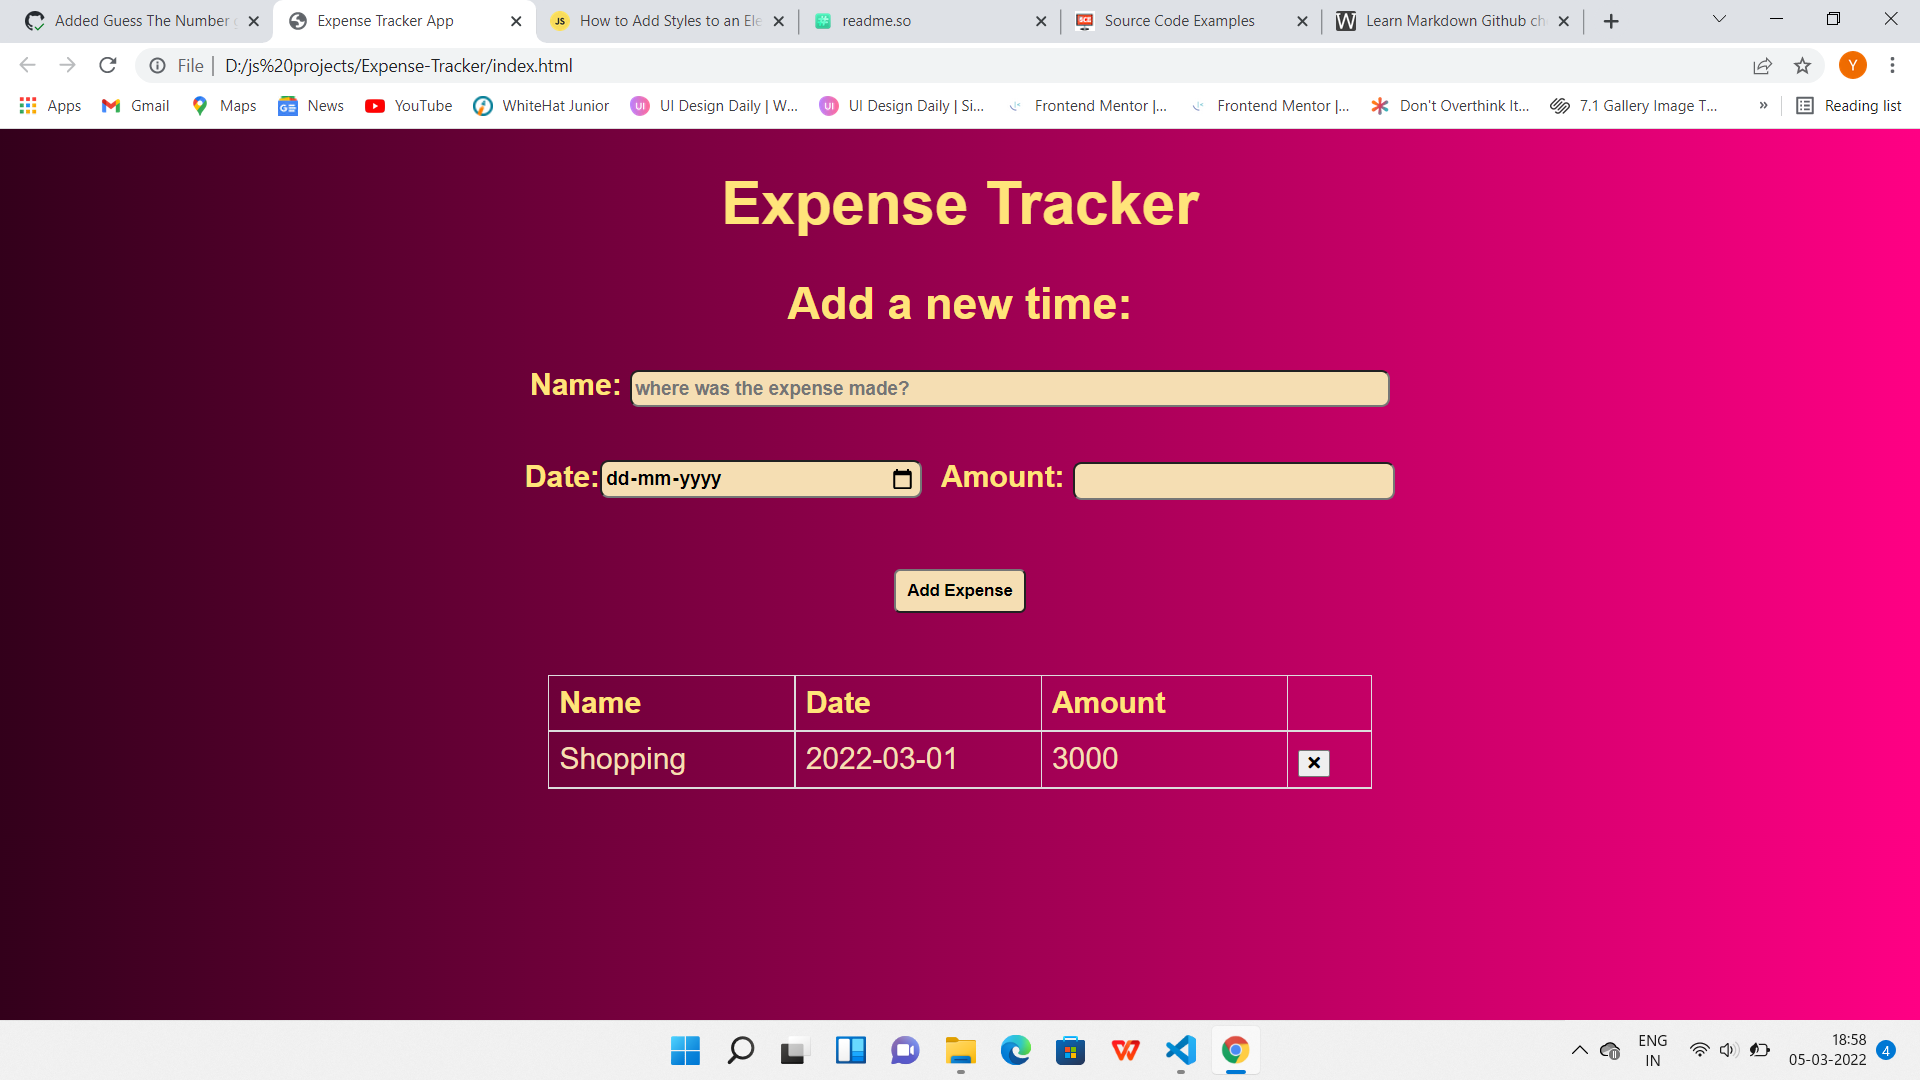 Added Guess The Number
Expense Tracker App
How to Add Styles to an Ele
readme.so
Source Code Examples
Learn Markdown Github ch
File
D:/js%20projects/Expense-Tracker/index.html
Y
Apps
Gmail
Maps
News
YouTube
WhiteHat Junior
UI Design Daily | W...
UI Design Daily | Si...
Frontend Mentor |...
Frontend Mentor |...
Don't Overthink It...
7.1 Gallery Image T...
»
Reading list
Expense Tracker
Add a new time:
Name: where was the expense made?
Date: dd-mm-yyyy Amount:
Add Expense
Name Date Amount
Shopping 2022-03-01 3000
ENG
IN
18:58
05-03-2022
4